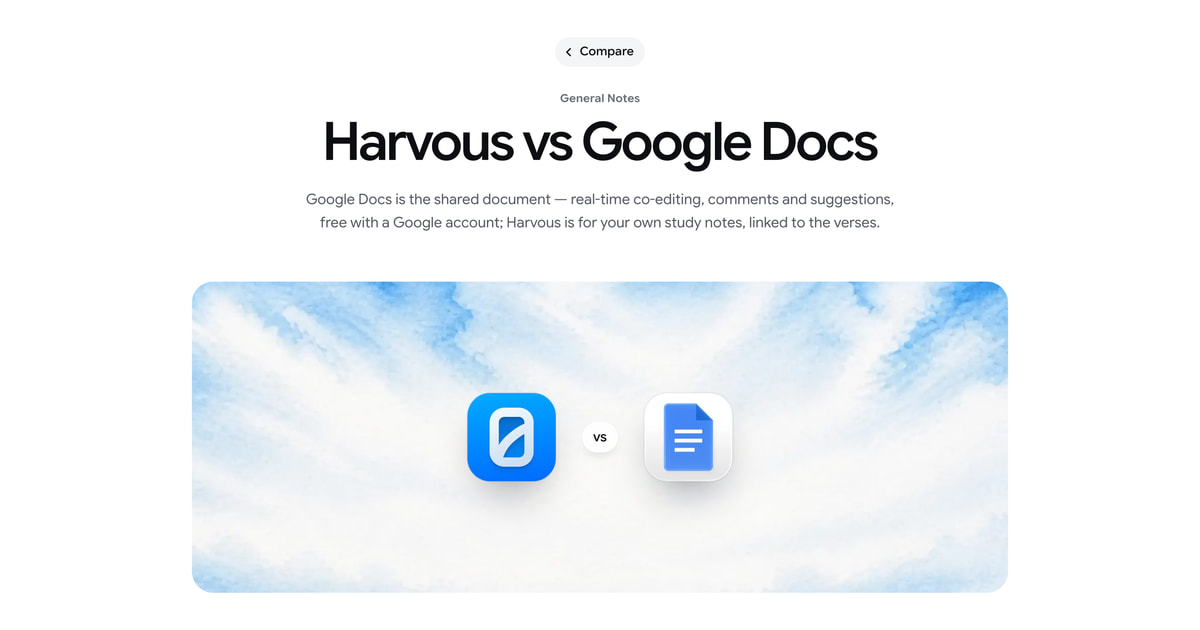 Compare
General Notes
Harvous vs Google Docs
Google Docs is the shared document — real-time co-editing, comments and suggestions,
free with a Google account; Harvous is for your own study notes, linked to the verses.
vs